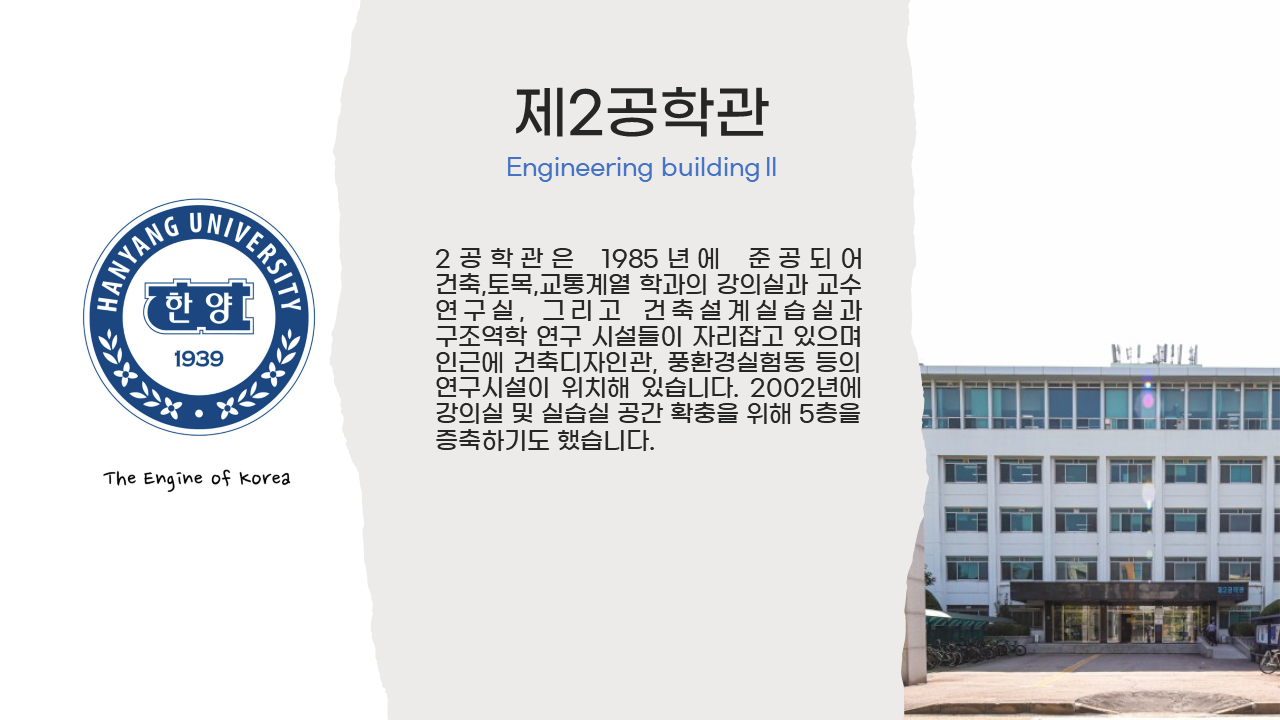 제2공학관
Engineering building II
HANYANG UNIVERSITY
한양
1939
The Engine of Korea
2공학관은 1985년에 준공되어
건축,토목,교통계열 학과의 강의실과 교수
연구실, 그리고 건축설계실습실과
구조역학 연구 시설들이 자리잡고 있으며
인근에 건축디자인관, 풍환경실험동 등의
연구시설이 위치해 있습니다. 2002년에
강의실 및 실습실 공간 확충을 위해 5층을
증축하기도 했습니다.
제2공학관